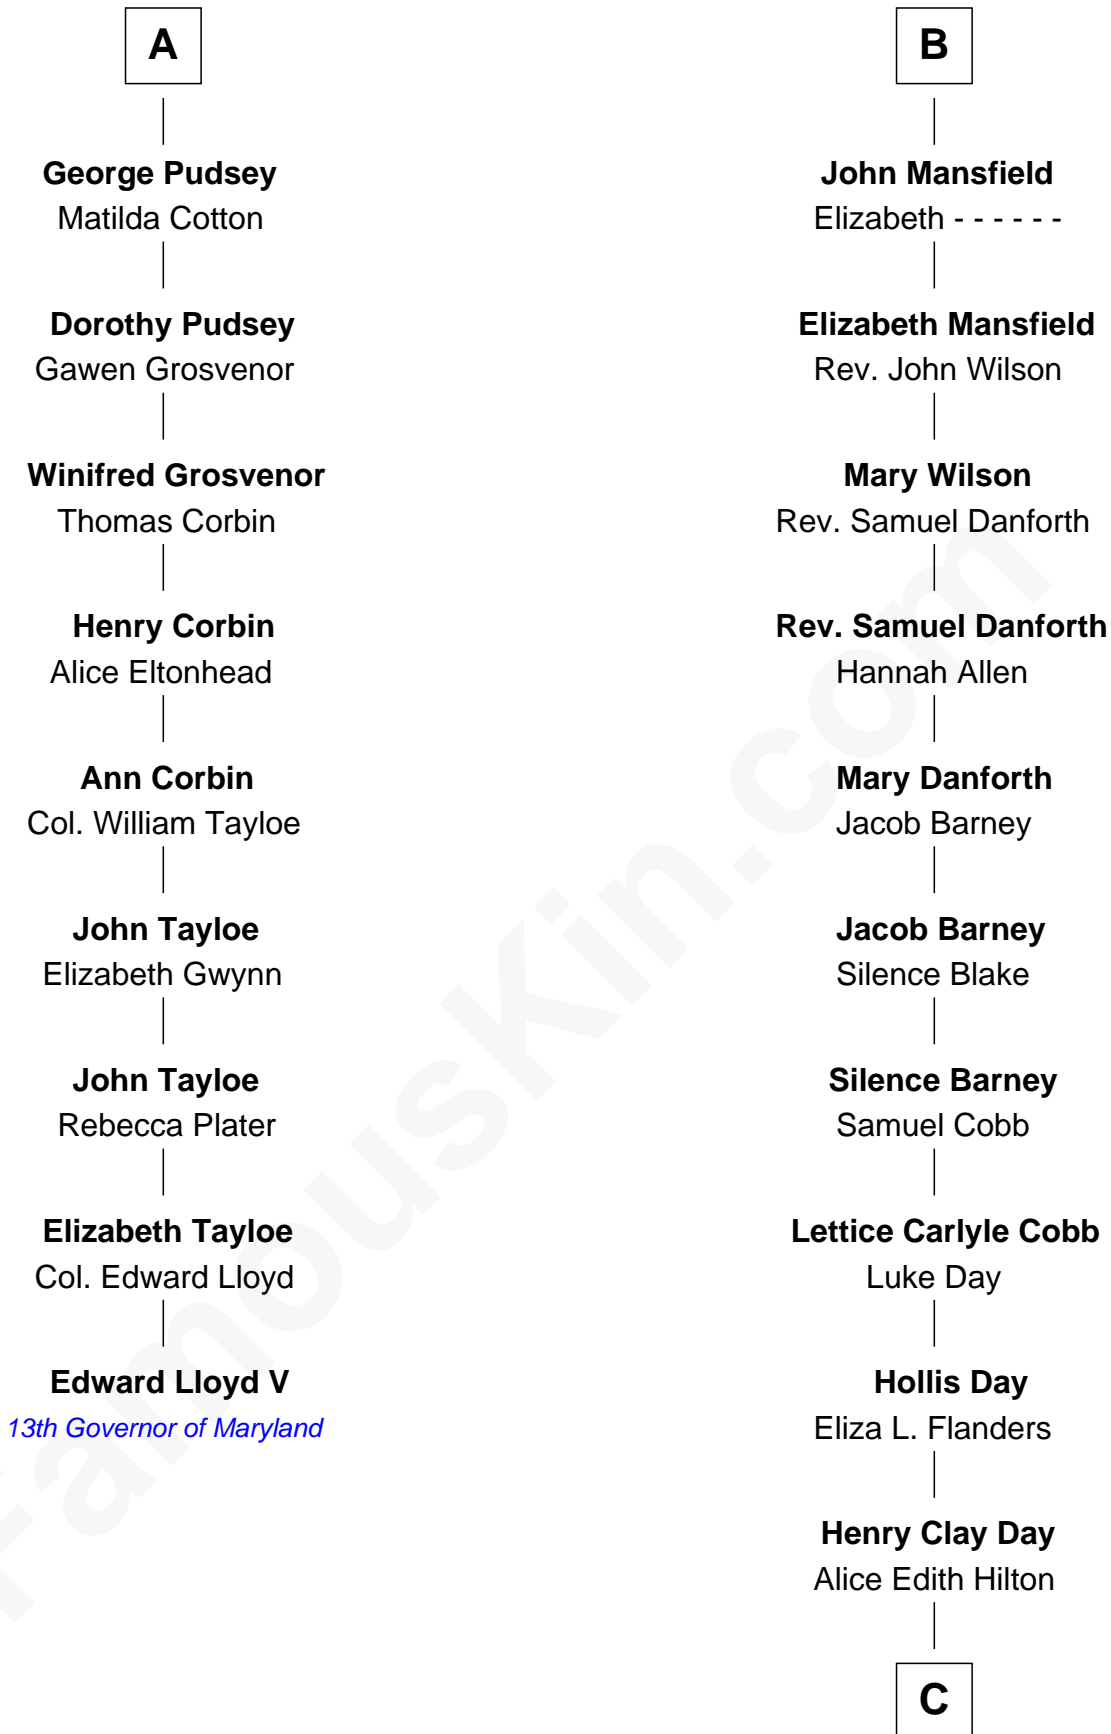 A
George Pudsey
Matilda Cotton
Dorothy Pudsey
Gawen Grosvenor
Winifred Grosvenor
Thomas Corbin
Henry Corbin
Alice Eltonhead
Ann Corbin
Col. William Tayloe
John Tayloe
Elizabeth Gwynn
John Tayloe
Rebecca Plater
Elizabeth Tayloe
Col. Edward Lloyd
Edward Lloyd V
13th Governor of Maryland
B
John Mansfield
Elizabeth - - - - - -
Elizabeth Mansfield
Rev. John Wilson
Mary Wilson
Rev. Samuel Danforth
Rev. Samuel Danforth
Hannah Allen
Mary Danforth
Jacob Barney
Jacob Barney
Silence Blake
Silence Barney
Samuel Cobb
Lettice Carlyle Cobb
Luke Day
Hollis Day
Eliza L. Flanders
Henry Clay Day
Alice Edith Hilton
C
FamousKin.com